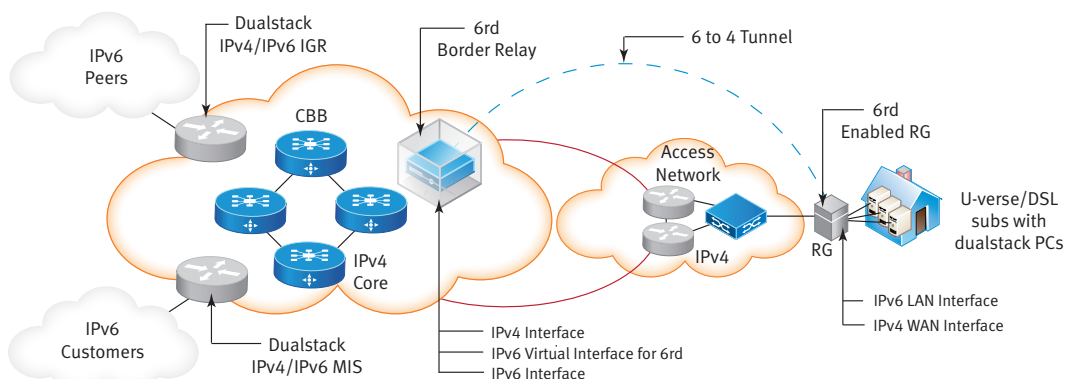 Dualstack
IPv4/IPv6 IGR
6rd
Border Relay
6 to 4 Tunnel
IPv6
Peers
CBB
6rd
Enabled RG
Access
Network
U-verse/DSL
subs with
dualstack PCs
IPv4
RG
IPv4
Core
IPv6
Customers
Dualstack
IPv4/IPv6 MIS
IPv4 Interface
IPv6 Virtual Interface for 6rd
IPv6 Interface
IPv6 LAN Interface
IPv4 WAN Interface